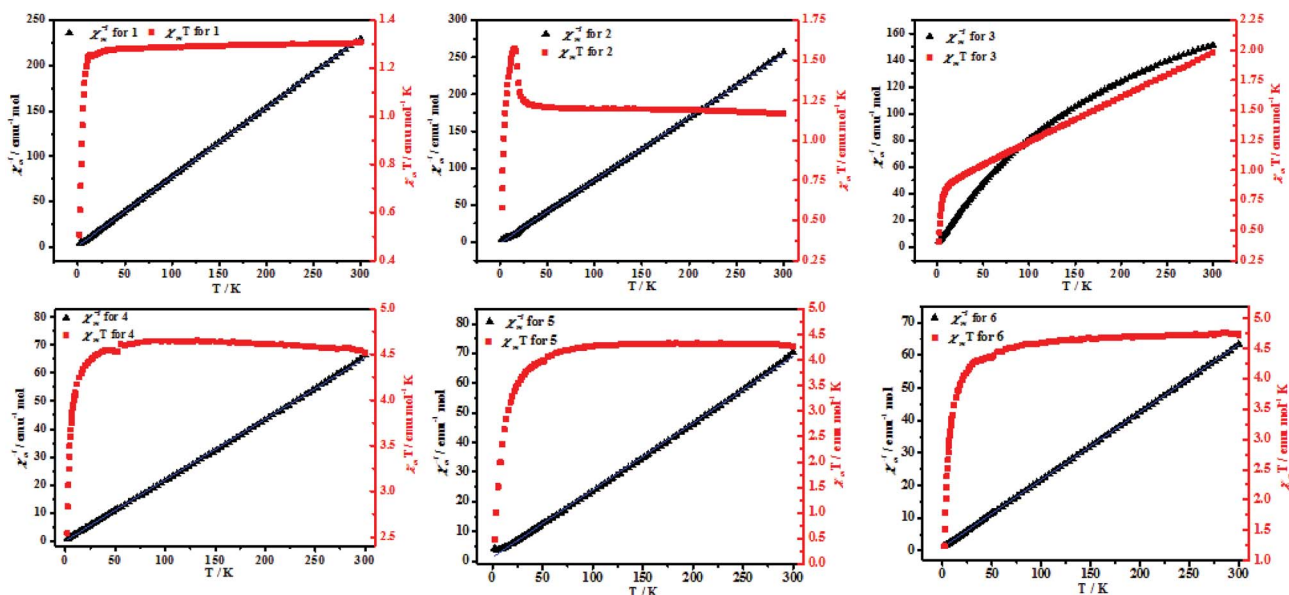 χm⁻¹ for 1 χmT for 1
χm⁻¹ / emu⁻¹ mol
250
200
150
100
50
0
0 50 100 150 200 250 300
T / K
1.4
1.2
1.0
0.8
0.6
0.4
χmT / emu mol⁻¹ K
χm⁻¹ for 2
χmT for 2
χm⁻¹ / emu⁻¹ mol
300
250
200
150
100
50
0
0 50 100 150 200 250 300
T / K
1.75
1.50
1.25
1.00
0.75
0.50
0.25
χmT / emu mol⁻¹ K
χm⁻¹ for 3
χmT for 3
χm⁻¹ / emu⁻¹ mol
160
140
120
100
80
60
40
20
0
0 50 100 150 200 250 300
T / K
2.25
2.00
1.75
1.50
1.25
1.00
0.75
0.50
0.25
χmT / emu mol⁻¹ K
χm⁻¹ for 4
χmT for 4
χm⁻¹ / emu⁻¹ mol
80
70
60
50
40
30
20
10
0
0 50 100 150 200 250 300
T / K
5.0
4.5
4.0
3.5
3.0
2.5
χmT / emu mol⁻¹ K
χm⁻¹ for 5
χmT for 5
χm⁻¹ / emu⁻¹ mol
80
70
60
50
40
30
20
10
0
0 50 100 150 200 250 300
T / K
5.0
4.5
4.0
3.5
3.0
2.5
2.0
1.5
1.0
0.5
0.0
χmT / emu mol⁻¹ K
χm⁻¹ for 6
χmT for 6
χm⁻¹ / emu⁻¹ mol
70
60
50
40
30
20
10
0
0 50 100 150 200 250 300
T / K
5.0
4.5
4.0
3.5
3.0
2.5
2.0
1.5
1.0
χmT / emu mol⁻¹ K